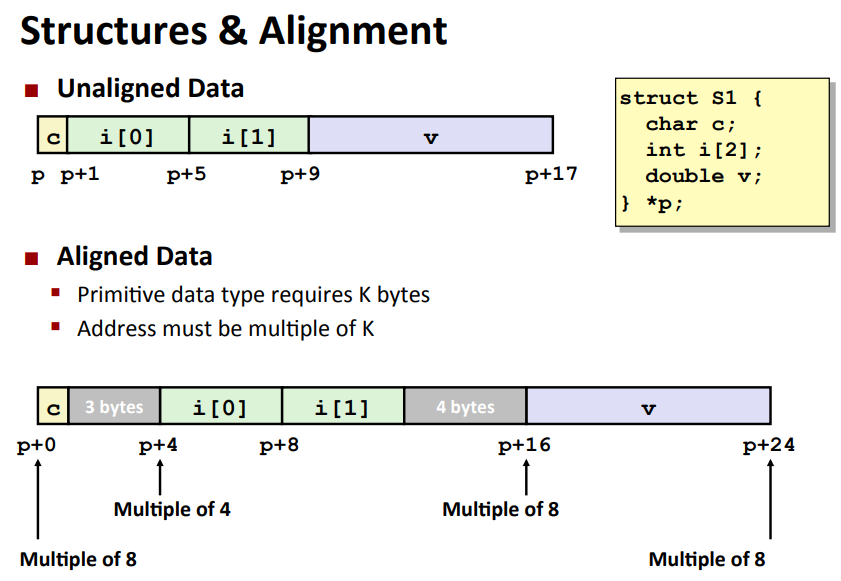 Structures & Alignment
Unaligned Data
c i[0] i[1] v
p p+1 p+5 p+9 p+17
struct S1 {
char c;
int i[2];
double v;
} *p;
Aligned Data
Primitive data type requires K bytes
Address must be multiple of K
c 3 bytes i[0] i[1] 4 bytes v
p+0 p+4 p+8 p+16 p+24
Multiple of 4 Multiple of 8
Multiple of 8 Multiple of 8